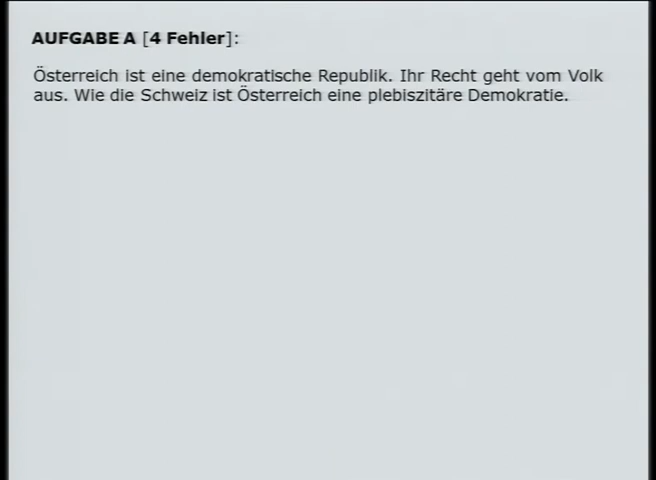 AUFGABE A [4 Fehler]:
Österreich ist eine demokratische Republik. Ihr Recht geht vom Volk
aus. Wie die Schweiz ist Österreich eine plebiszitäre Demokratie.